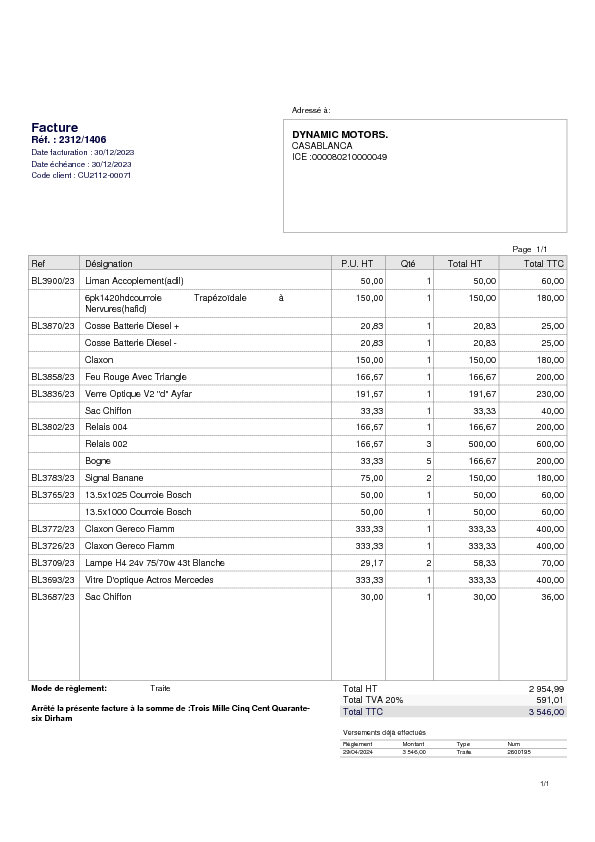 Adressé à:
Facture
Réf. : 2312/1406
Date facturation : 30/12/2023
Date échéance : 30/12/2023
Code client : CU2112-00071
DYNAMIC MOTORS.
CASABLANCA
ICE :000080210000049
Page 1/1
Ref Désignation P.U. HT Qté Total HT Total TTC
BL3900/23 Liman Accoplement(adil) 50,00 1 50,00 60,00
6pk1420hdcourroie Trapézoïdale à 150,00 1 150,00 180,00
Nervures(hafid)
BL3870/23 Cosse Batterie Diesel + 20,83 1 20,83 25,00
Cosse Batterie Diesel - 20,83 1 20,83 25,00
Claxon 150,00 1 150,00 180,00
BL3858/23 Feu Rouge Avec Triangle 166,67 1 166,67 200,00
BL3836/23 Verre Optique V2 "d" Ayfar 191,67 1 191,67 230,00
Sac Chiffon 33,33 1 33,33 40,00
BL3802/23 Relais 004 166,67 1 166,67 200,00
Relais 002 166,67 3 500,00 600,00
Bogne 33,33 5 166,67 200,00
BL3783/23 Signal Banane 75,00 2 150,00 180,00
BL3765/23 13.5x1025 Courroie Bosch 50,00 1 50,00 60,00
13.5x1000 Courroie Bosch 50,00 1 50,00 60,00
BL3772/23 Claxon Gereco Fiamm 333,33 1 333,33 400,00
BL3726/23 Claxon Gereco Fiamm 333,33 1 333,33 400,00
BL3709/23 Lampe H4 24v 75/70w 43t Blanche 29,17 2 58,33 70,00
BL3693/23 Vitre D'optique Actros Mercedes 333,33 1 333,33 400,00
BL3687/23 Sac Chiffon 30,00 1 30,00 36,00
Mode de règlement: Traite
Arrêté la présente facture à la somme de :Trois Mille Cinq Cent Quarante-
six Dirham
Total HT 2 954,99
Total TVA 20% 591,01
Total TTC 3 546,00
Versements déjà effectués
Règlement Montant Type Num
29/04/2024 3 546,00 Traite 2600195
1/1